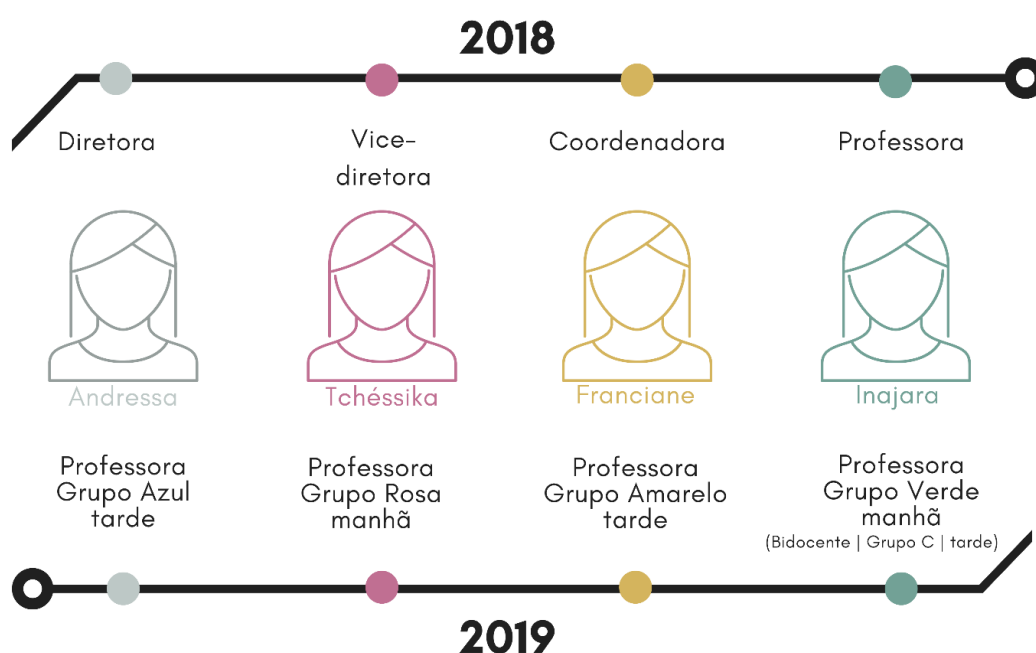 2018
Diretora
Vice-
diretora
Coordenadora
Professora
Andressa
Tchéssika
Franciane
Inajara
Professora
Grupo Azul
tarde
Professora
Grupo Rosa
manhã
Professora
Grupo Amarelo
tarde
Professora
Grupo Verde
manhã
(Bidocente | Grupo C | tarde)
2019